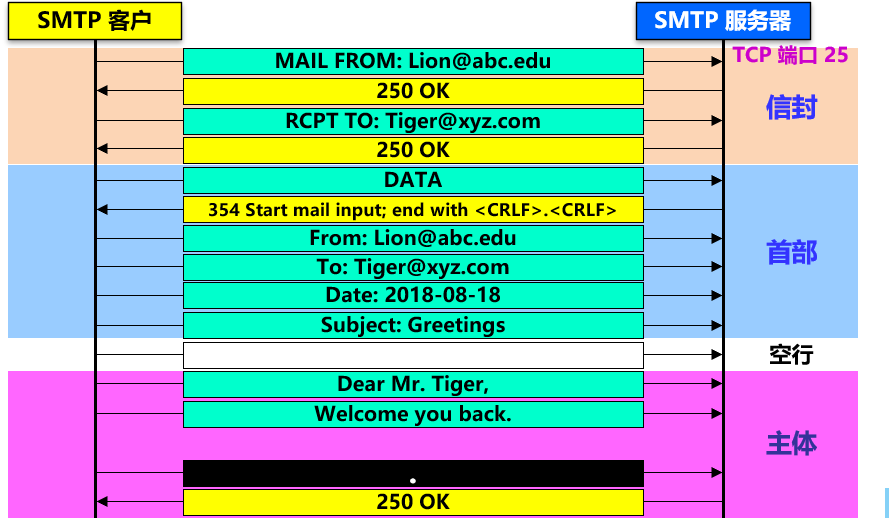 SMTP 客户
SMTP 服务器
MAIL FROM: Lion@abc.edu
TCP 端口 25
250 OK
信封
RCPT TO: Tiger@xyz.com
250 OK
DATA
354 Start mail input; end with <CRLF>.<CRLF>
From: Lion@abc.edu
首部
To: Tiger@xyz.com
Date: 2018-08-18
Subject: Greetings
空行
Dear Mr. Tiger,
Welcome you back.
主体
.
250 OK